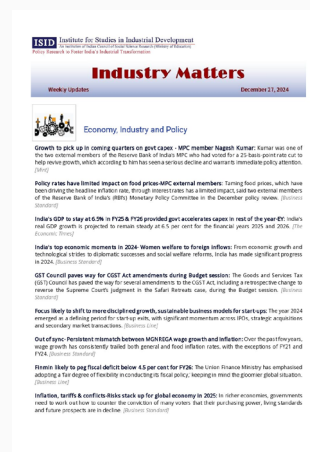 ISID Institute for Studies in Industrial Development
An Institution of Indian Council of Social Science Research (Ministry of Education)
Policy Research to Foster India's Industrial Transformation
Industry Matters
Weekly Updates December 27, 2024
Economy, Industry and Policy
Growth to pick up in coming quarters on govt capex - MPC member Nagesh Kumar: Kumar was one of
the two external members of the Reserve Bank of India's MPC who had voted for a 25-basis-point rate cut to
help revive growth, which according to him has seen a serious decline and warrants immediate policy attention.
[Mint]
Policy rates have limited impact on food prices-MPC external members: Taming food prices, which have
been driving the headline inflation rate, through interest rates has a limited impact, said two external members
of the Reserve Bank of India's (RBI's) Monetary Policy Committee in the December policy review. [Business
Standard]
India's GDP to stay at 6.5% in FY25 & FY26 provided govt accelerates capex in rest of the year-EY: India's
real GDP growth is projected to remain steady at 6.5 per cent for the financial years 2025 and 2026. [The
Economic Times]
India's top economic moments in 2024- Women welfare to foreign inflows: From economic growth and
technological strides to diplomatic successes and social welfare reforms, India has made significant progress
in 2024. [Business Standard]
GST Council paves way for CGST Act amendments during Budget session: The Goods and Services Tax
(GST) Council has paved the way for several amendments to the CGST Act, including a retrospective change to
reverse the Supreme Court's judgment in the Safari Retreats case, during the Budget session. [Business
Standard]
Focus likely to shift to more disciplined growth, sustainable business models for start-ups: The year 2024
emerged as a defining period for start-up exits, with significant momentum across IPOs, strategic acquisitions
and secondary market transactions. [Business Line]
Out of sync- Persistent mismatch between MGNREGA wage growth and inflation: Over the past few years,
wage growth has consistently trailed both general and food inflation rates, with the exceptions of FY21 and
FY24. [Business Standard]
Finmin likely to peg fiscal deficit below 4.5 per cent for FY26: The Union Finance Ministry has emphasised
adopting a fair degree of flexibility in conducting its fiscal policy, keeping in mind the gloomier global situation.
[Business Line]
Inflation, tariffs & conflicts-Risks stack up for global economy in 2025: In richer economies, governments
need to work out how to counter the conviction of many voters that their purchasing power, living standards
and future prospects are in decline. [Business Standard]